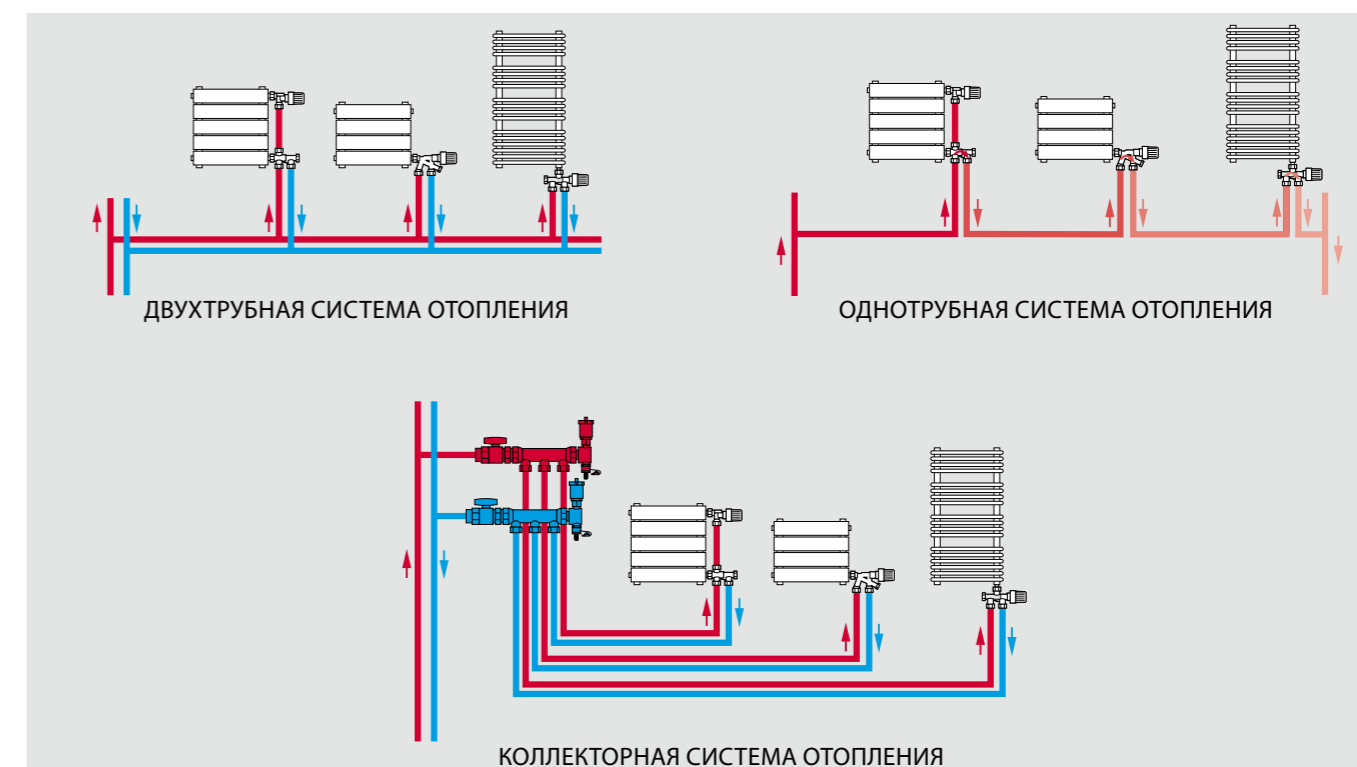 ДВУХТРУБНАЯ СИСТЕМА ОТОПЛЕНИЯ
ОДНОТРУБНАЯ СИСТЕМА ОТОПЛЕНИЯ
КОЛЛЕКТОРНАЯ СИСТЕМА ОТОПЛЕНИЯ